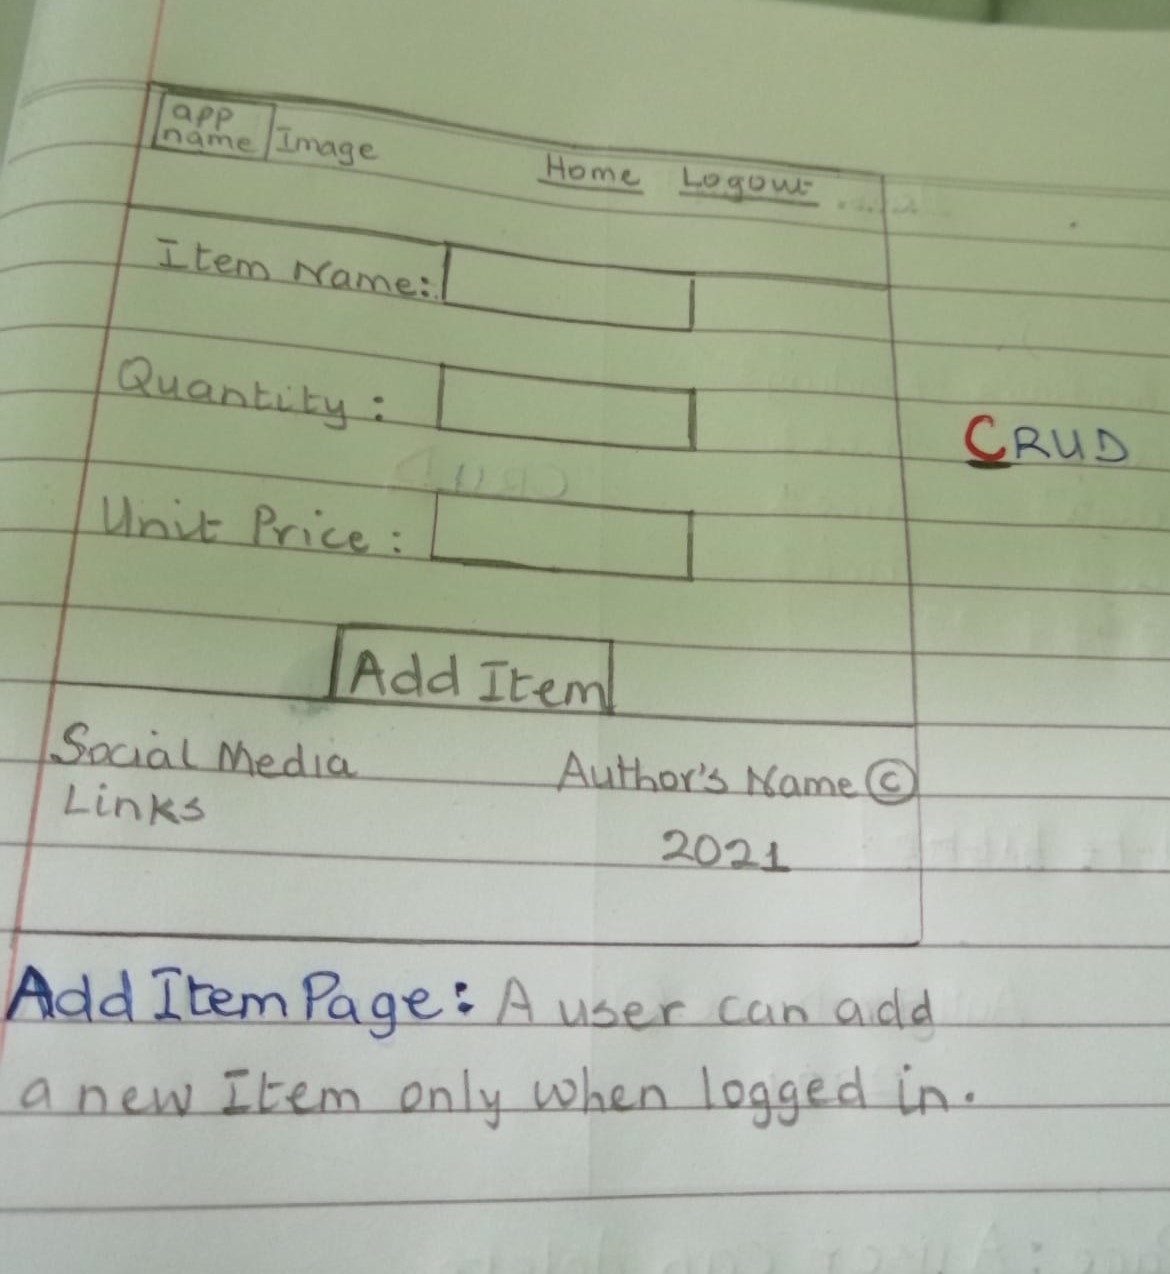 app
name Image
Home Logout
Item Name:
Quantity :
CRUD
Unit Price :
Add Item
Social Media Author's Name ©
Links
2021
Add Item Page: A user can add
a new Item only when logged in.